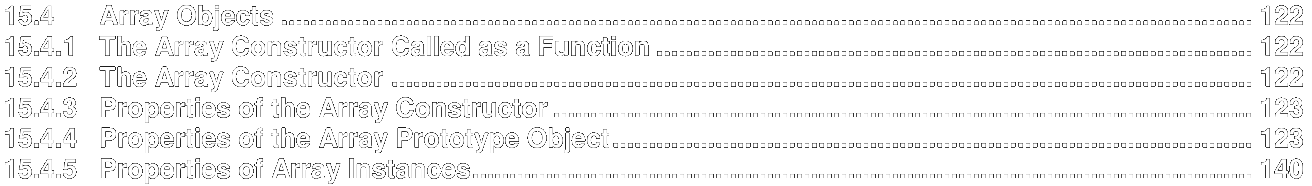 15.4 Array Objects ........................................ 122
15.4.1 The Array Constructor Called as a Function ........................................ 122
15.4.2 The Array Constructor ........................................ 122
15.4.3 Properties of the Array Constructor ........................................ 123
15.4.4 Properties of the Array Prototype Object ........................................ 123
15.4.5 Properties of Array Instances ........................................ 140